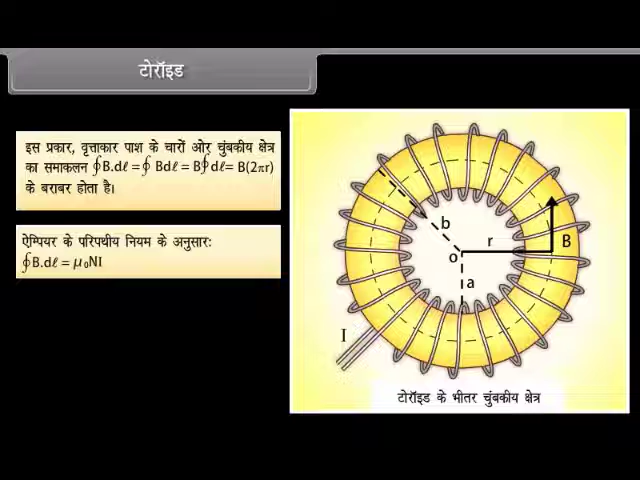 टोरॉइड
इस प्रकार, वृत्ताकार पाश के चारों ओर चुंबकीय क्षेत्र
का समाकलन ∮B.dℓ = ∮ Bdℓ = B∮dℓ= B(2πr)
के बराबर होता है।
ऐम्पियर के परिपथीय नियम के अनुसार:
∮B.dℓ = μ₀NI
b
r
B
o
a
I
टोरॉइड के भीतर चुंबकीय क्षेत्र